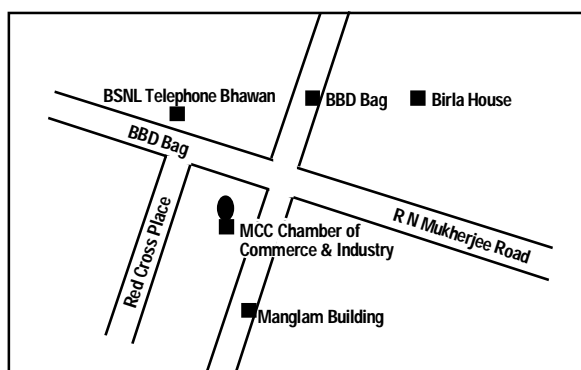 BSNL Telephone Bhawan
BBD Bag
Birla House
BBD Bag
Red Cross Place
MCC Chamber of
Commerce & Industry
R N Mukherjee Road
Manglam Building